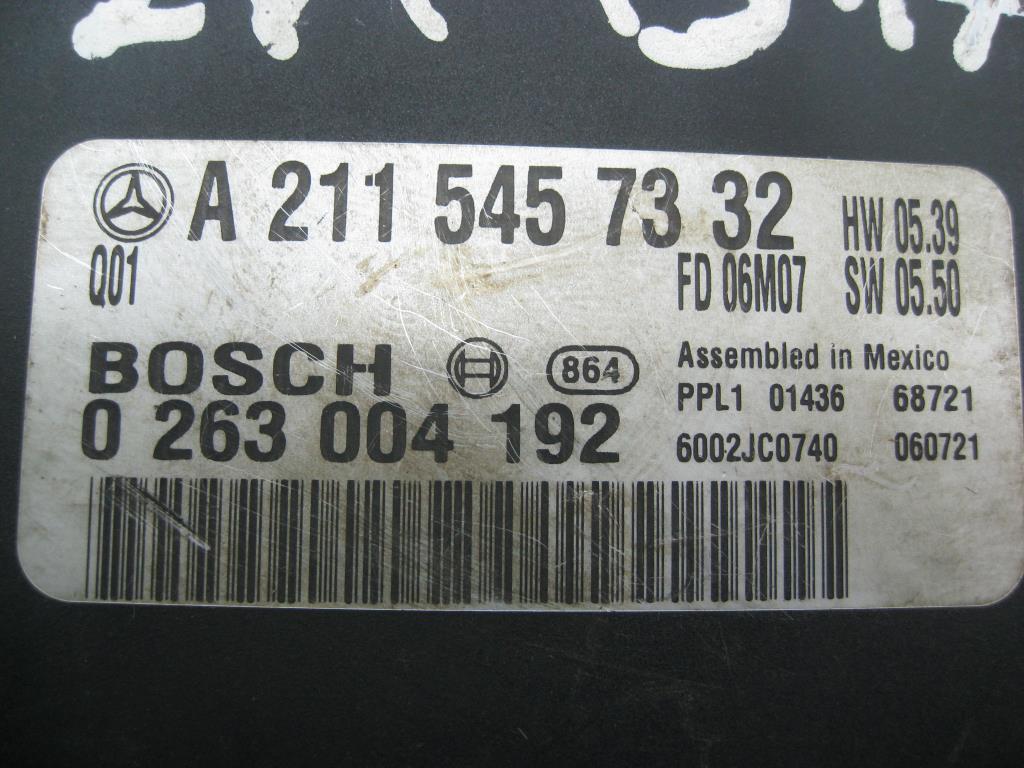 A 211 545 73 32
HW 05.39
Q01
FD 06M07 SW 05.50
BOSCH 864 Assembled in Mexico
PPL1 01436 68721
0 263 004 192 6002JC0740 060721